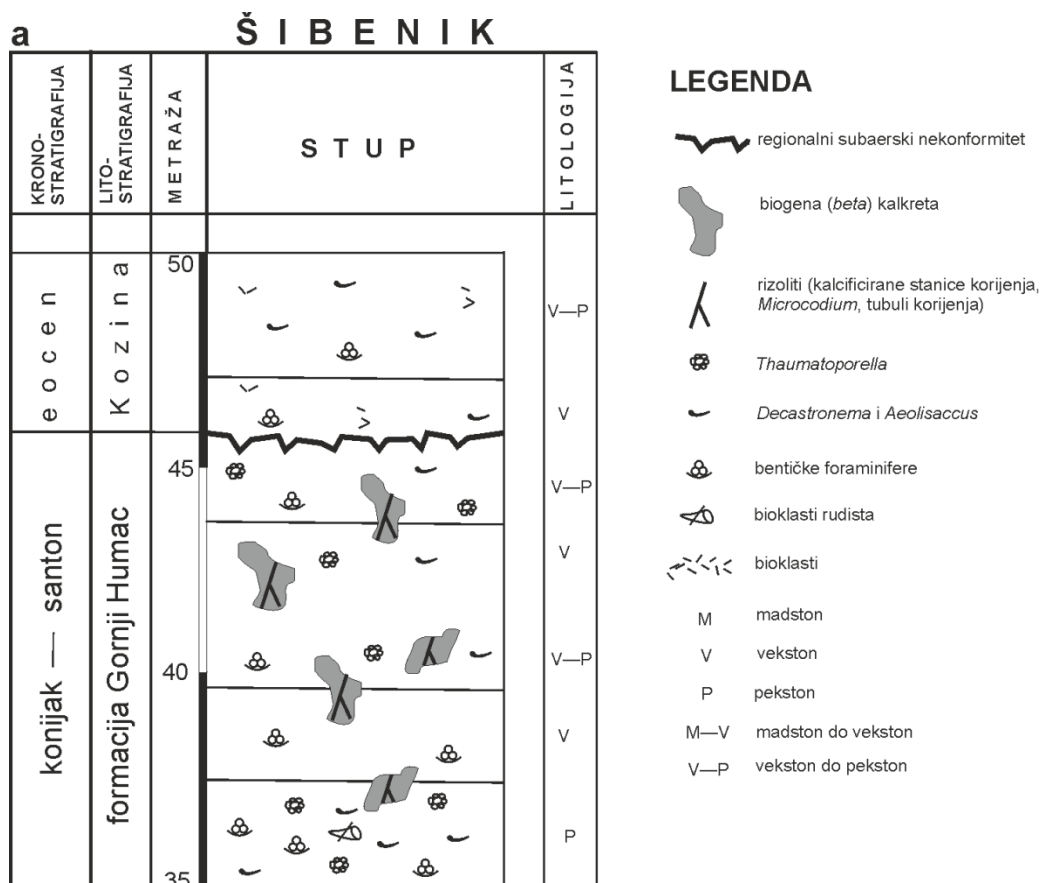 a
Š I B E N I K
KRONO-
STRATIGRAFIJA
LITO-
STRATIGRAFIJA
METRAŽA
S T U P
LITOLOGIJA
eocen
Kozina
50
V—P
V
konijak — santon
formacija Gornji Humac
45
V—P
V
40
V—P
V
P
35
LEGENDA
regionalni subaerski nekonformitet
biogena (beta) kalkreta
rizoliti (kalcificirane stanice korijenja,
Microcodium, tubuli korijenja)
Thaumatoporella
Decastronema i Aeolisaccus
bentičke foraminifere
bioklasti rudista
bioklasti
M madston
V vekston
P pekston
M—V madston do vekston
V—P vekston do pekston